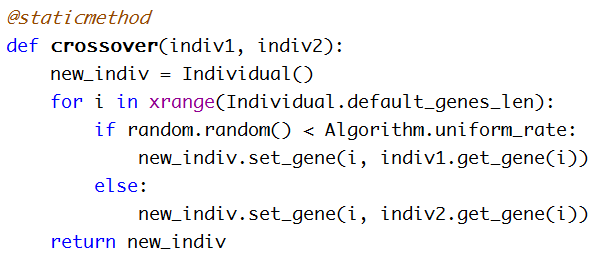 @staticmethod
def crossover(indiv1, indiv2):
    new_indiv = Individual()
    for i in xrange(Individual.default_genes_len):
        if random.random() < Algorithm.uniform_rate:
            new_indiv.set_gene(i, indiv1.get_gene(i))
        else:
            new_indiv.set_gene(i, indiv2.get_gene(i))
    return new_indiv